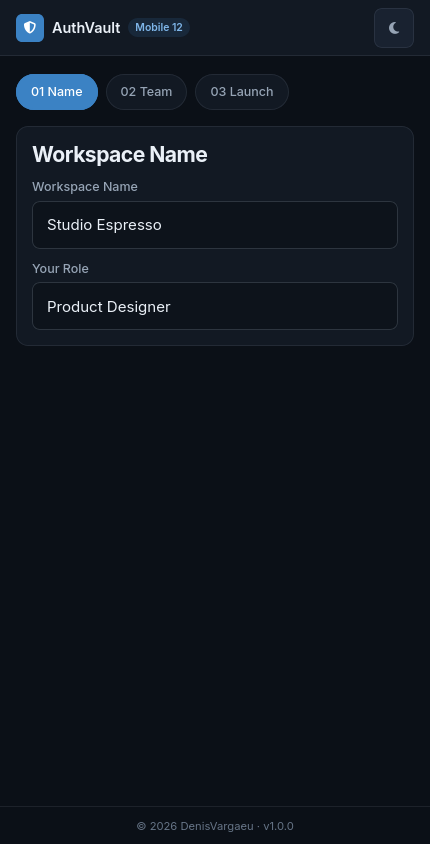 AuthVault Mobile 12
01 Name 02 Team 03 Launch
Workspace Name
Workspace Name
Studio Espresso
Your Role
Product Designer
© 2026 DenisVargaeu · v1.0.0